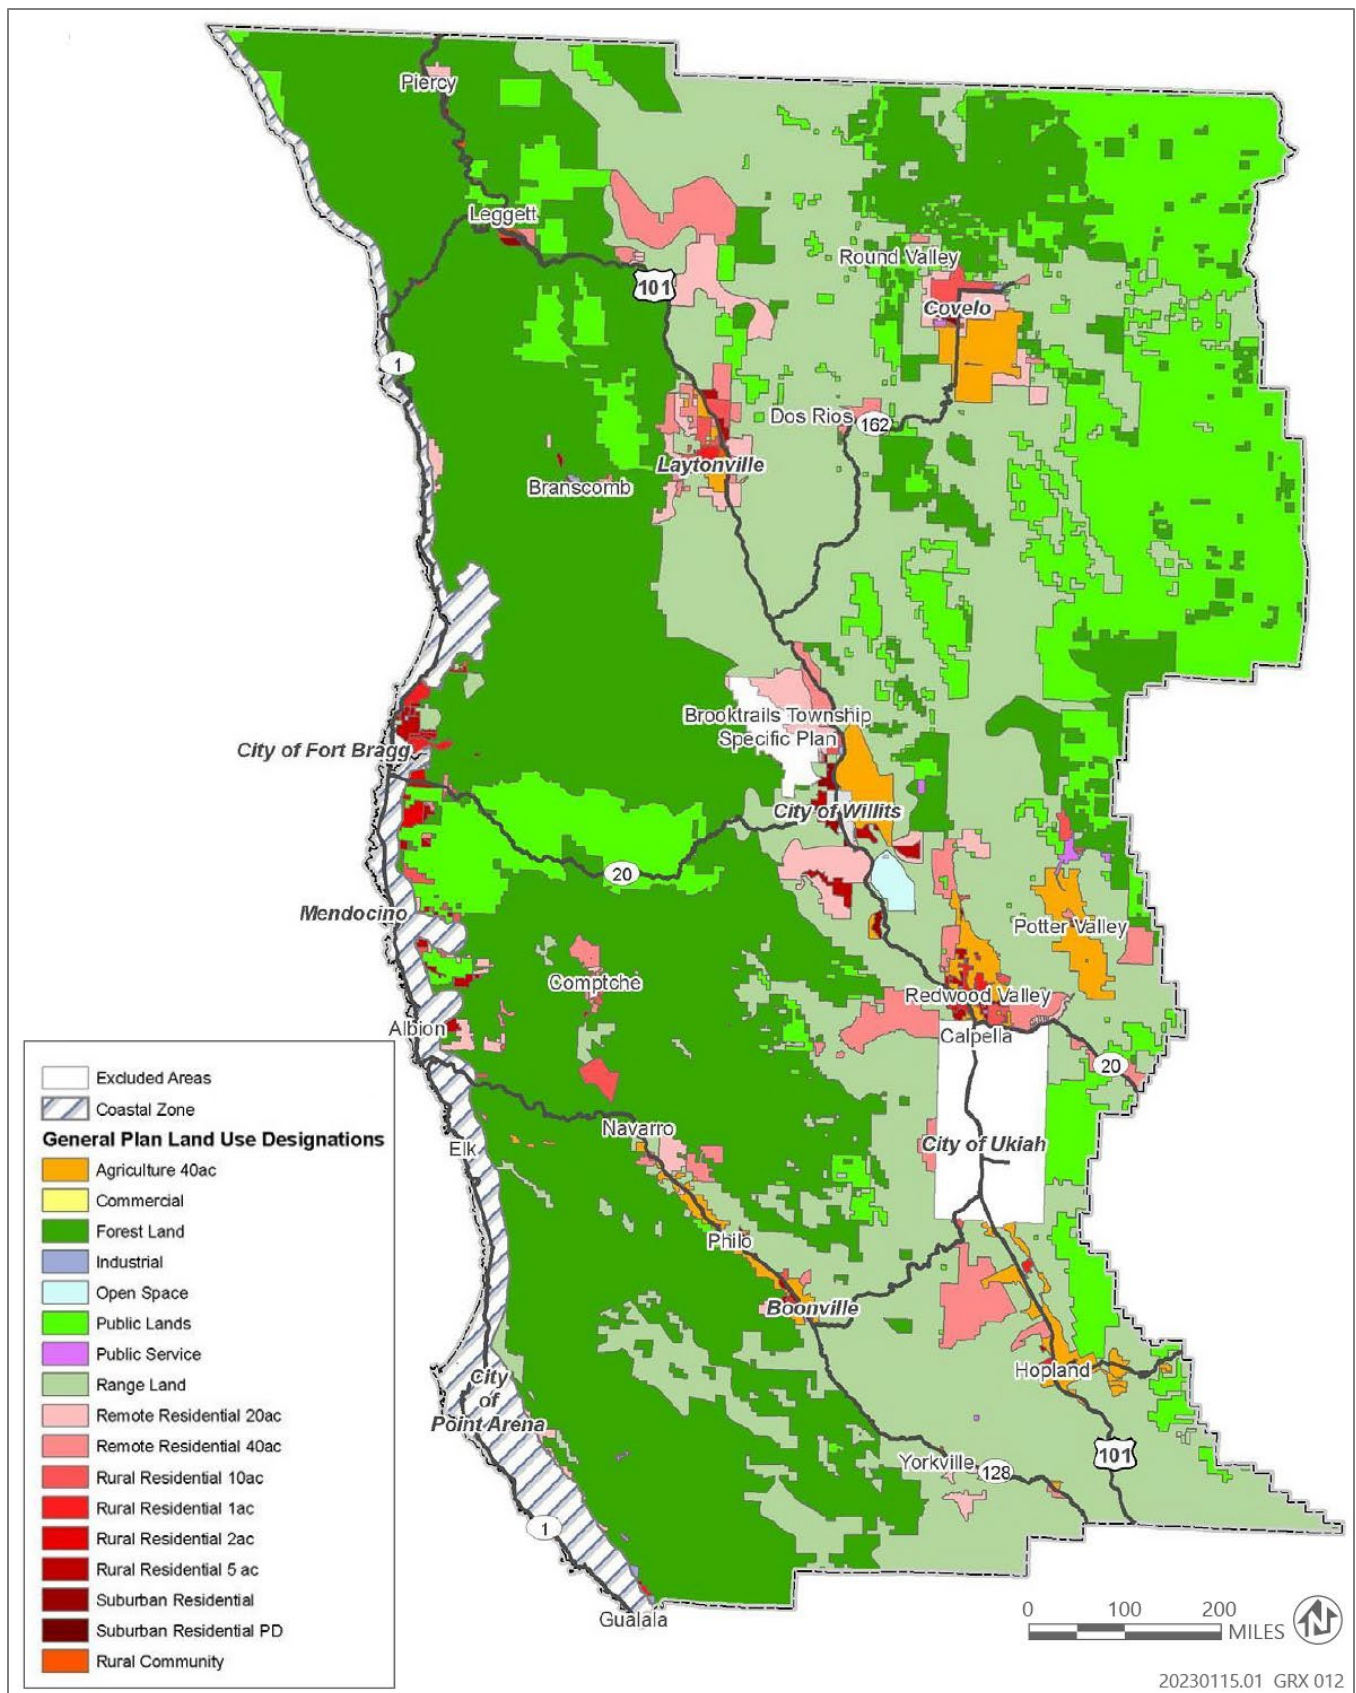 Piercy
Leggett
101
Round Valley
Covelo
1
Dos Rios
162
Laytonville
Branscomb
Brooktrails Township
Specific Plan
City of Fort Bragg
City of Willits
20
Mendocino
Potter Valley
Comptche
Redwood Valley
Albion
Calpella
20
Navarro
City of Ukiah
Elk
Philo
Boonville
Hopland
City
of
Point Arena
101
Yorkville
128
1
Gualala
Excluded Areas
Coastal Zone
General Plan Land Use Designations
Agriculture 40ac
Commercial
Forest Land
Industrial
Open Space
Public Lands
Public Service
Range Land
Remote Residential 20ac
Remote Residential 40ac
Rural Residential 10ac
Rural Residential 1ac
Rural Residential 2ac
Rural Residential 5 ac
Suburban Residential
Suburban Residential PD
Rural Community
0 100 200
MILES
N
20230115.01 GRX 012